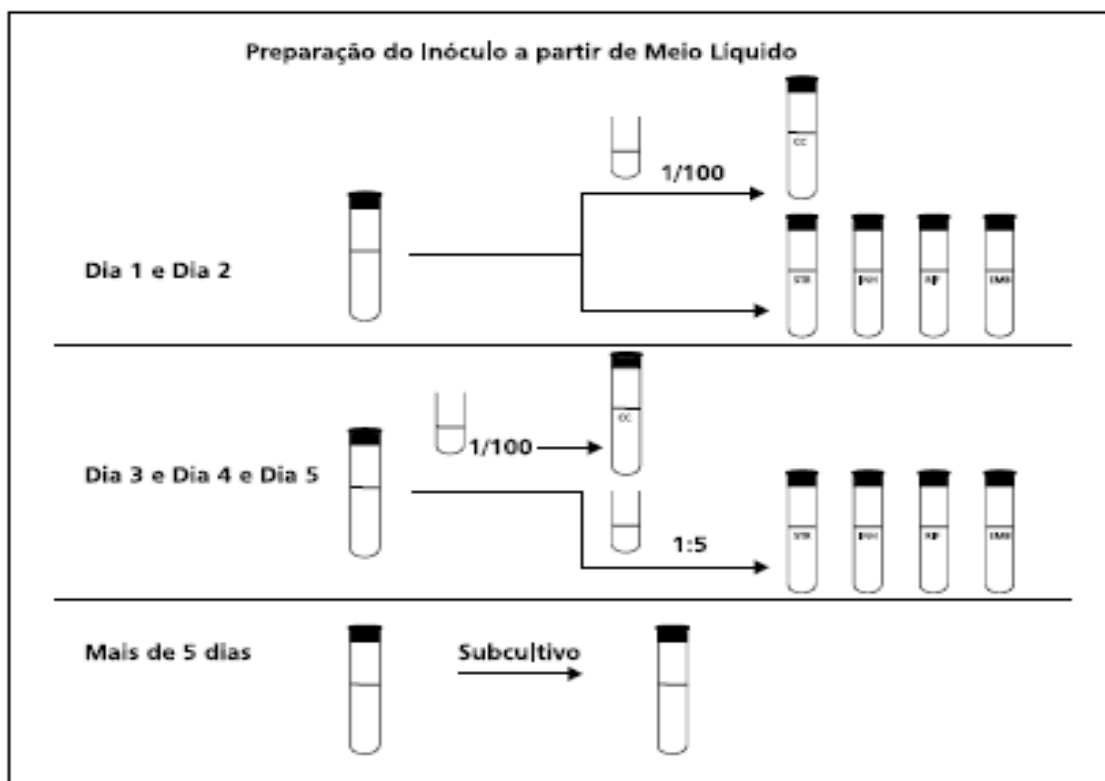 Preparação do Inóculo a partir de Meio Líquido
1/100
CC
Dia 1 e Dia 2
STR INH RIF EMB
1/100
CC
Dia 3 e Dia 4 e Dia 5
1:5
STR INH RIF EMB
Mais de 5 dias
Subcultivo